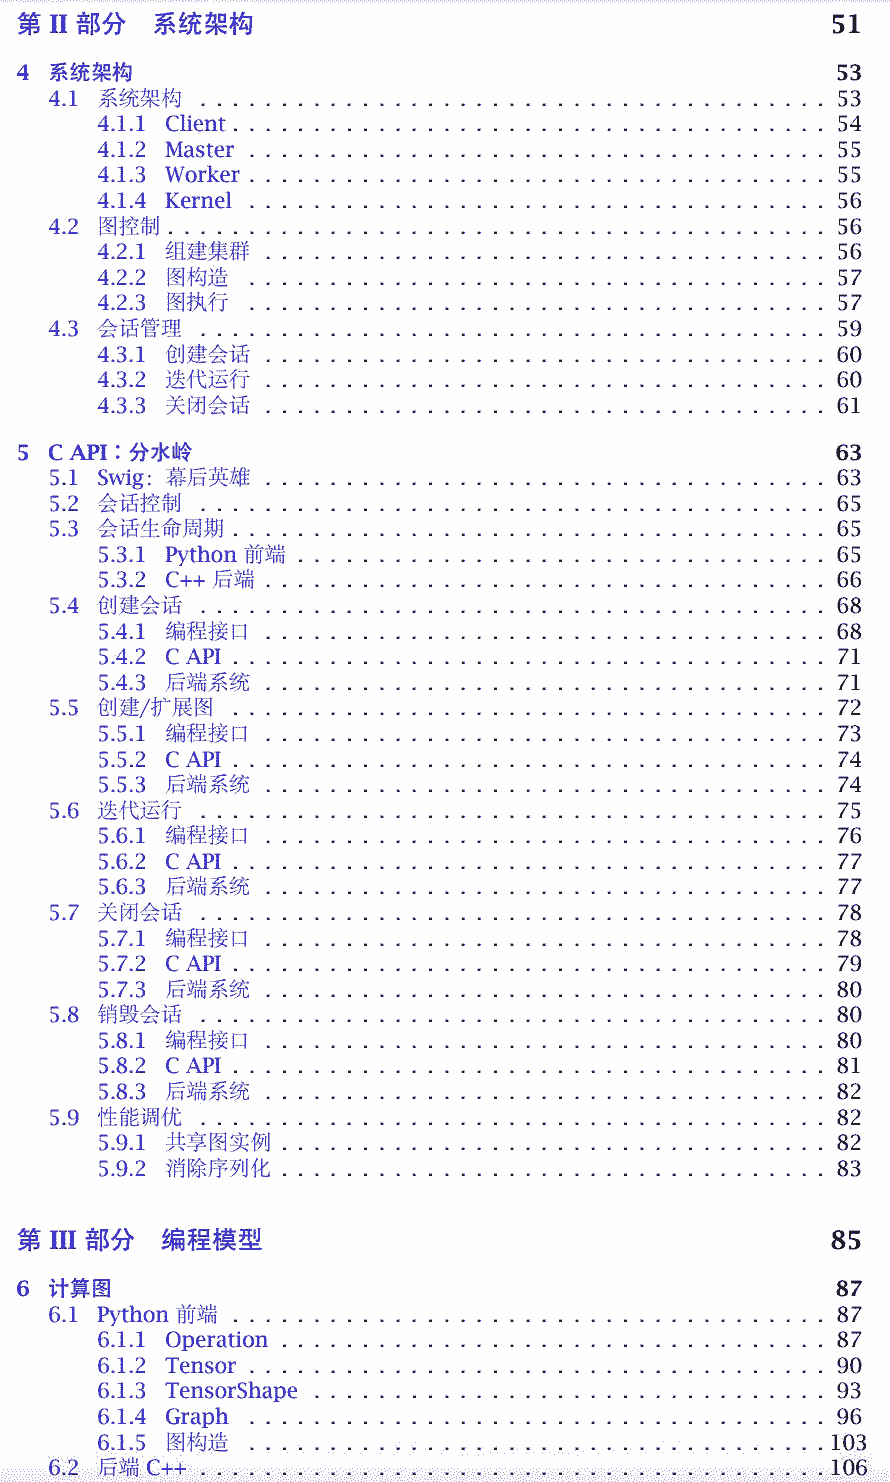 第 II 部分 系统架构 51
4 系统架构 53
4.1 系统架构 . . . . . . . . . . 53
4.1.1 Client . . . . . . . . . . 54
4.1.2 Master . . . . . . . . . . 55
4.1.3 Worker . . . . . . . . . . 55
4.1.4 Kernel . . . . . . . . . . 56
4.2 图控制 . . . . . . . . . . 56
4.2.1 组建集群 . . . . . . . . . . 56
4.2.2 图构造 . . . . . . . . . . 57
4.2.3 图执行 . . . . . . . . . . 57
4.3 会话管理 . . . . . . . . . . 59
4.3.1 创建会话 . . . . . . . . . . 60
4.3.2 迭代运行 . . . . . . . . . . 60
4.3.3 关闭会话 . . . . . . . . . . 61
5 C API：分水岭 63
5.1 Swig: 幕后英雄 . . . . . . . . . . 63
5.2 会话控制 . . . . . . . . . . 65
5.3 会话生命周期 . . . . . . . . . . 65
5.3.1 Python 前端 . . . . . . . . . . 65
5.3.2 C++ 后端 . . . . . . . . . . 66
5.4 创建会话 . . . . . . . . . . 68
5.4.1 编程接口 . . . . . . . . . . 68
5.4.2 C API . . . . . . . . . . 71
5.4.3 后端系统 . . . . . . . . . . 71
5.5 创建/扩展图 . . . . . . . . . . 72
5.5.1 编程接口 . . . . . . . . . . 73
5.5.2 C API . . . . . . . . . . 74
5.5.3 后端系统 . . . . . . . . . . 74
5.6 迭代运行 . . . . . . . . . . 75
5.6.1 编程接口 . . . . . . . . . . 76
5.6.2 C API . . . . . . . . . . 77
5.6.3 后端系统 . . . . . . . . . . 77
5.7 关闭会话 . . . . . . . . . . 78
5.7.1 编程接口 . . . . . . . . . . 78
5.7.2 C API . . . . . . . . . . 79
5.7.3 后端系统 . . . . . . . . . . 80
5.8 销毁会话 . . . . . . . . . . 80
5.8.1 编程接口 . . . . . . . . . . 80
5.8.2 C API . . . . . . . . . . 81
5.8.3 后端系统 . . . . . . . . . . 82
5.9 性能调优 . . . . . . . . . . 82
5.9.1 共享图实例 . . . . . . . . . . 82
5.9.2 消除序列化 . . . . . . . . . . 83
第 III 部分 编程模型 85
6 计算图 87
6.1 Python 前端 . . . . . . . . . . 87
6.1.1 Operation . . . . . . . . . . 87
6.1.2 Tensor . . . . . . . . . . 90
6.1.3 TensorShape . . . . . . . . . . 93
6.1.4 Graph . . . . . . . . . . 96
6.1.5 图构造 . . . . . . . . . . 103
6.2 后端 C++ . . . . . . . . . . 106